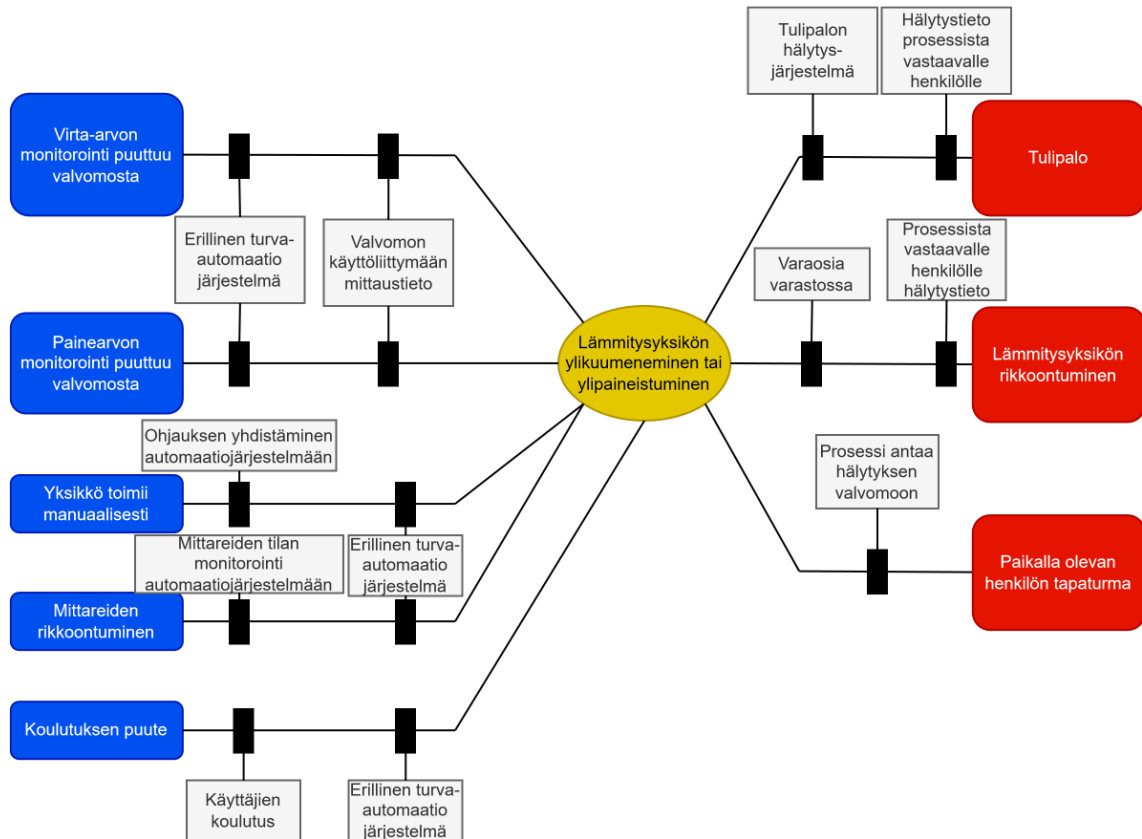 Tulipalon
hälytys-
järjestelmä
Hälytystieto
prosessista
vastaavalle
henkilölle
Virta-arvon
monitorointi puuttuu
valvomosta
Tulipalo
Erillinen turva-
automaatio
järjestelmä
Valvomon
käyttöliittymään
mittaustieto
Varaosia
varastossa
Prosessista
vastaavalle
henkilölle
hälytystieto
Painearvon
monitorointi puuttuu
valvomosta
Lämmitysyksikön
ylikuumeneminen tai
ylipaineistuminen
Lämmitysyksikön
rikkoontuminen
Ohjauksen yhdistäminen
automaatiojärjestelmään
Prosessi antaa
hälytyksen
valvomoon
Yksikkö toimii
manuaalisesti
Mittareiden tilan
monitorointi
automaatiojärjestelmään
Erillinen turva-
automaatio
järjestelmä
Paikalla olevan
henkilön tapaturma
Mittareiden
rikkoontuminen
Koulutuksen puute
Käyttäjien
koulutus
Erillinen turva-
automaatio
järjestelmä